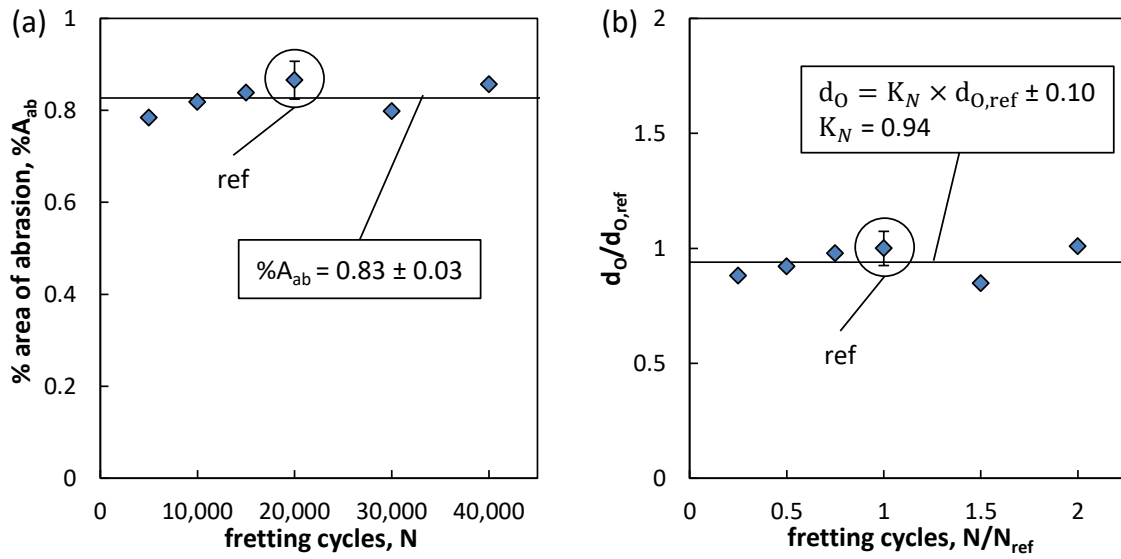 (a)
% area of abrasion, %A_ab
1
0.8
0.6
0.4
0.2
0
ref
%A_ab = 0.83 ± 0.03
0 10,000 20,000 30,000 40,000
fretting cycles, N
(b)
d_O/d_O,ref
2
1.5
1
0.5
0
d_O = K_N × d_O,ref ± 0.10
K_N = 0.94
ref
0 0.5 1 1.5 2
fretting cycles, N/N_ref